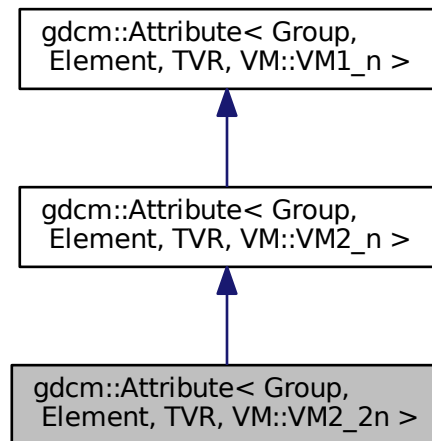 gdcm::Attribute< Group,
Element, TVR, VM::VM1_n >
gdcm::Attribute< Group,
Element, TVR, VM::VM2_n >
gdcm::Attribute< Group,
Element, TVR, VM::VM2_2n >